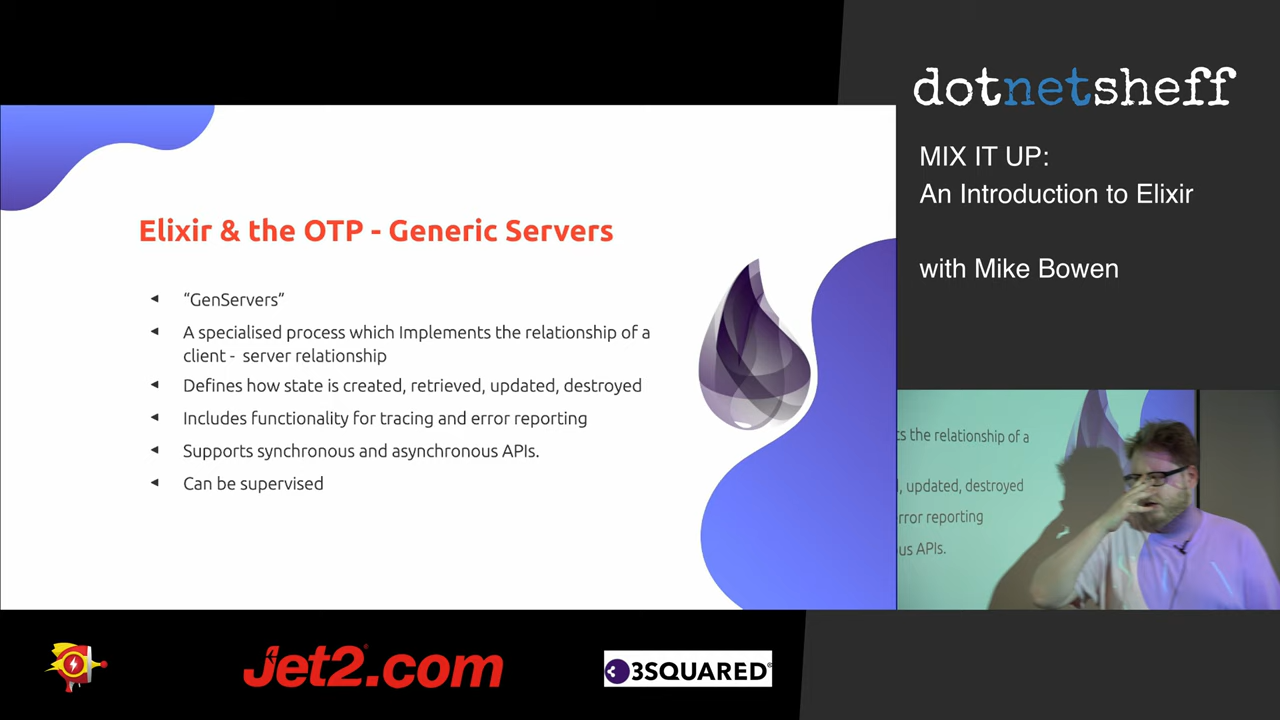 dotnetsheff
MIX IT UP:
An Introduction to Elixir
with Mike Bowen
Elixir & the OTP - Generic Servers
“GenServers”
A specialised process which Implements the relationship of a
client - server relationship
Defines how state is created, retrieved, updated, destroyed
Includes functionality for tracing and error reporting
Supports synchronous and asynchronous APIs.
Can be supervised
ts the relationship of a
, updated, destroyed
rror reporting
us APIs.
Jet2.com
3SQUARED